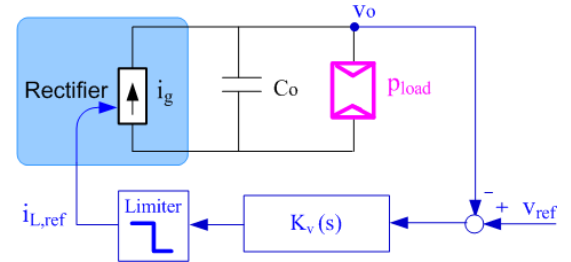 vo
Rectifier
ig
Co
pload
iL,ref
Limiter
Kv (s)
−
+
vref